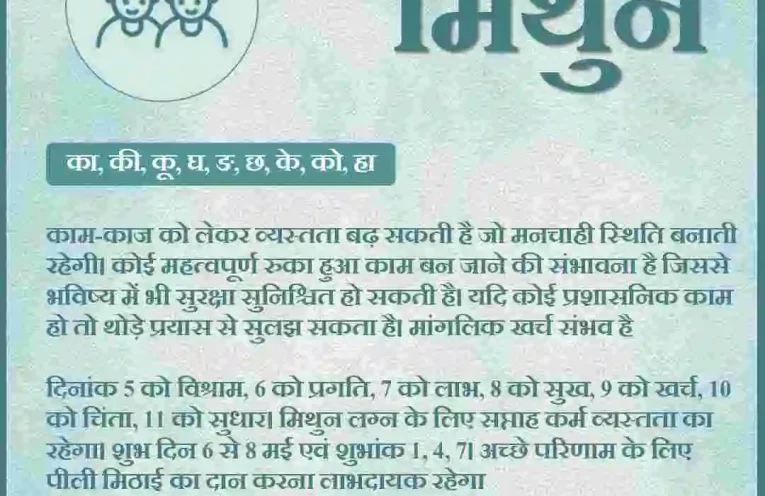 मिथुन
का, की, कू, घ, ङ, छ, के, को, हा
काम-काज को लेकर व्यस्तता बढ़ सकती है जो मनचाही स्थिति बनाती
रहेगी। कोई महत्वपूर्ण रुका हुआ काम बन जाने की संभावना है जिससे
भविष्य में भी सुरक्षा सुनिश्चित हो सकती है। यदि कोई प्रशासनिक काम
हो तो थोड़े प्रयास से सुलझ सकता है। मांगलिक खर्च संभव है
दिनांक 5 को विश्राम, 6 को प्रगति, 7 को लाभ, 8 को सुख, 9 को खर्च, 10
को चिंता, 11 को सुधार। मिथुन लग्न के लिए सप्ताह कर्म व्यस्तता का
रहेगा। शुभ दिन 6 से 8 मई एवं शुभांक 1, 4, 7। अच्छे परिणाम के लिए
पीली मिठाई का दान करना लाभदायक रहेगा